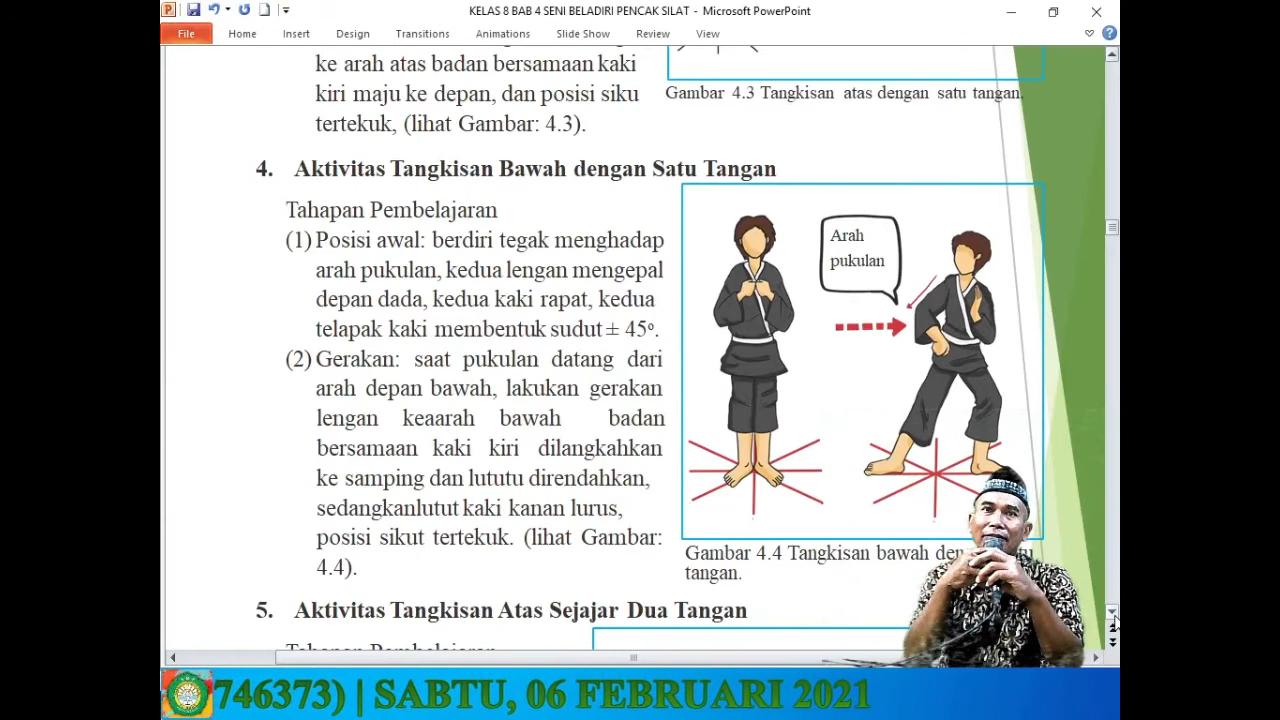 KELAS 8 BAB 4 SENI BELADIRI PENCAK SILAT - Microsoft PowerPoint
File Home Insert Design Transitions Animations Slide Show Review View
ke arah atas badan bersamaan kaki
kiri maju ke depan, dan posisi siku
tertekuk, (lihat Gambar: 4.3).
Gambar 4.3 Tangkisan atas dengan satu tangan.
4. Aktivitas Tangkisan Bawah dengan Satu Tangan
Tahapan Pembelajaran
(1) Posisi awal: berdiri tegak menghadap
arah pukulan, kedua lengan mengepal
depan dada, kedua kaki rapat, kedua
telapak kaki membentuk sudut ± 45º.
(2) Gerakan: saat pukulan datang dari
arah depan bawah, lakukan gerakan
lengan keaarah bawah badan
bersamaan kaki kiri dilangkahkan
ke samping dan lututu direndahkan,
sedangkanlutut kaki kanan lurus,
posisi sikut tertekuk. (lihat Gambar:
4.4).
Arah
pukulan
Gambar 4.4 Tangkisan bawah
tangan.
5. Aktivitas Tangkisan Atas Sejajar Dua Tangan
Tahapan Pembelajaran
746373) | SABTU, 06 FEBRUARI 2021